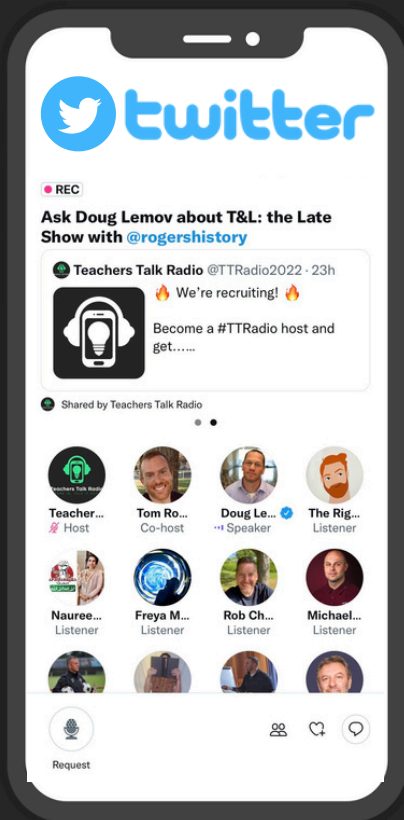 twitter
REC
Ask Doug Lemov about T&L: the Late
Show with @rogershistory
Teachers Talk Radio @TTRadio2022 · 23h
🔥 We're recruiting! 🔥
Become a #TTRadio host and
get……
Shared by Teachers Talk Radio
Teachers Talk Radio
Teacher... Tom Ro... Doug Le... The Rig...
Host Co-host Speaker Listener
Nauree... Freya M... Rob Ch... Michael...
Listener Listener Listener Listener
Request